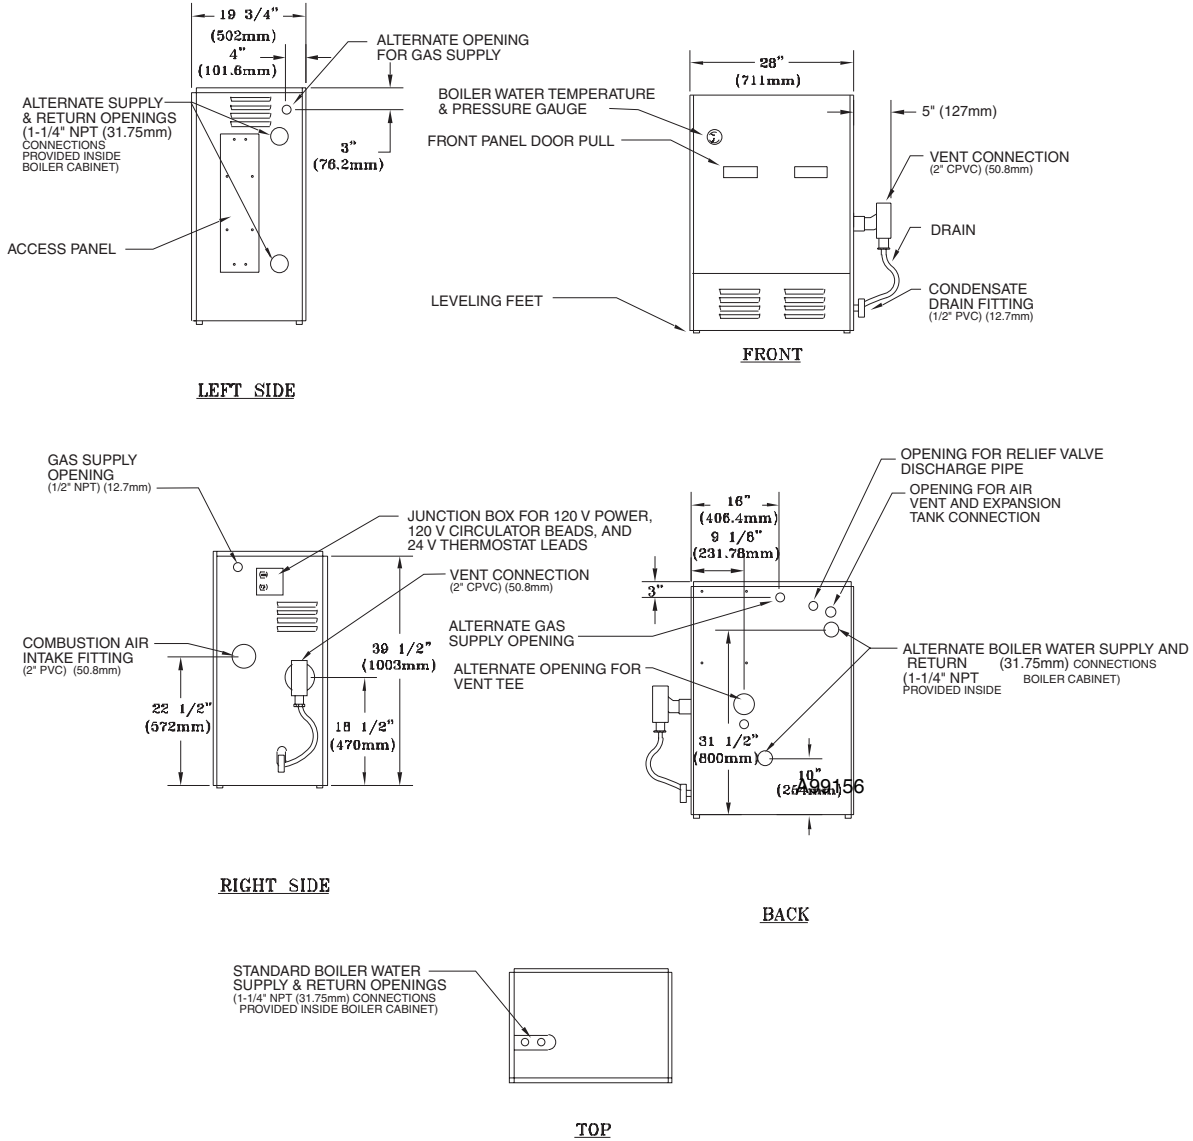 19 3/4"
(502mm)
4"
(101.6mm)
ALTERNATE OPENING
FOR GAS SUPPLY
ALTERNATE SUPPLY
& RETURN OPENINGS
(1-1/4" NPT (31.75mm)
CONNECTIONS
PROVIDED INSIDE
BOILER CABINET)
3"
(76.2mm)
ACCESS PANEL
LEFT SIDE
28"
(711mm)
BOILER WATER TEMPERATURE
& PRESSURE GAUGE
FRONT PANEL DOOR PULL
5" (127mm)
VENT CONNECTION
(2" CPVC) (50.8mm)
DRAIN
LEVELING FEET
CONDENSATE
DRAIN FITTING
(1/2" PVC) (12.7mm)
FRONT
GAS SUPPLY
OPENING
(1/2" NPT) (12.7mm)
JUNCTION BOX FOR 120 V POWER,
120 V CIRCULATOR BEADS, AND
24 V THERMOSTAT LEADS
VENT CONNECTION
(2" CPVC) (50.8mm)
COMBUSTION AIR
INTAKE FITTING
(2" PVC) (50.8mm)
39 1/2"
(1003mm)
22 1/2"
(572mm)
18 1/2"
(470mm)
RIGHT SIDE
OPENING FOR RELIEF VALVE
DISCHARGE PIPE
OPENING FOR AIR
VENT AND EXPANSION
TANK CONNECTION
16"
(406.4mm)
9 1/8"
(231.78mm)
3"
ALTERNATE GAS
SUPPLY OPENING
ALTERNATE OPENING FOR
VENT TEE
ALTERNATE BOILER WATER SUPPLY AND
RETURN (31.75mm) CONNECTIONS
(1-1/4" NPT BOILER CABINET)
PROVIDED INSIDE
31 1/2"
(800mm)
10"
(254mm)
A99156
BACK
STANDARD BOILER WATER
SUPPLY & RETURN OPENINGS
(1-1/4" NPT (31.75mm) CONNECTIONS
PROVIDED INSIDE BOILER CABINET)
TOP